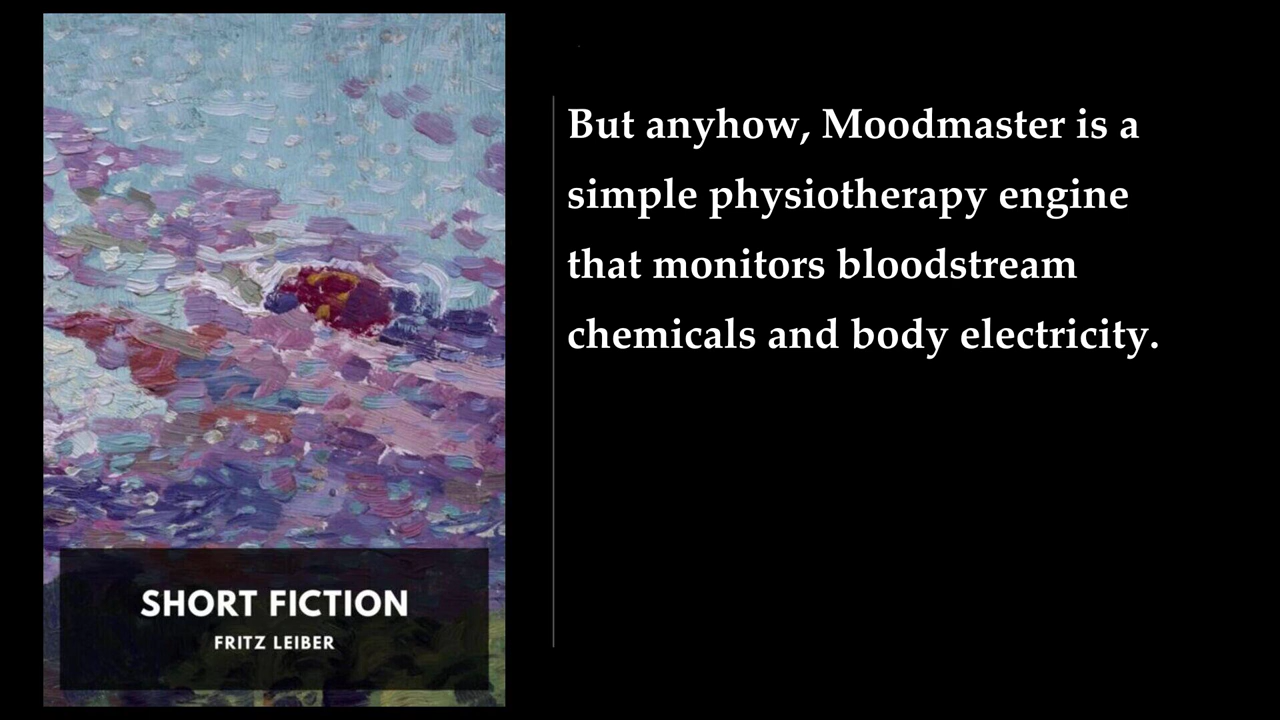 SHORT FICTION
FRITZ LEIBER
But anyhow, Moodmaster is a
simple physiotherapy engine
that monitors bloodstream
chemicals and body electricity.